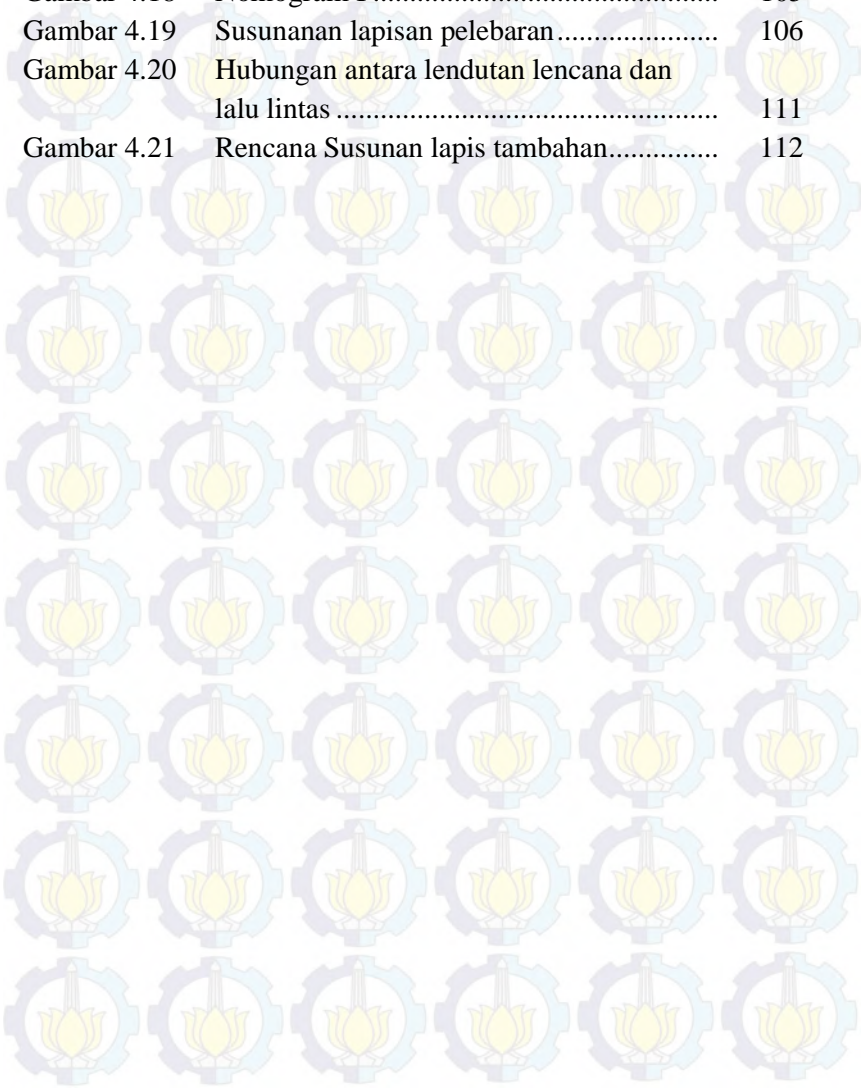 Gambar 4.19 Susunanan lapisan pelebaran...................... 106
Gambar 4.20 Hubungan antara lendutan lencana dan
lalu lintas .................................................... 111
Gambar 4.21 Rencana Susunan lapis tambahan............... 112